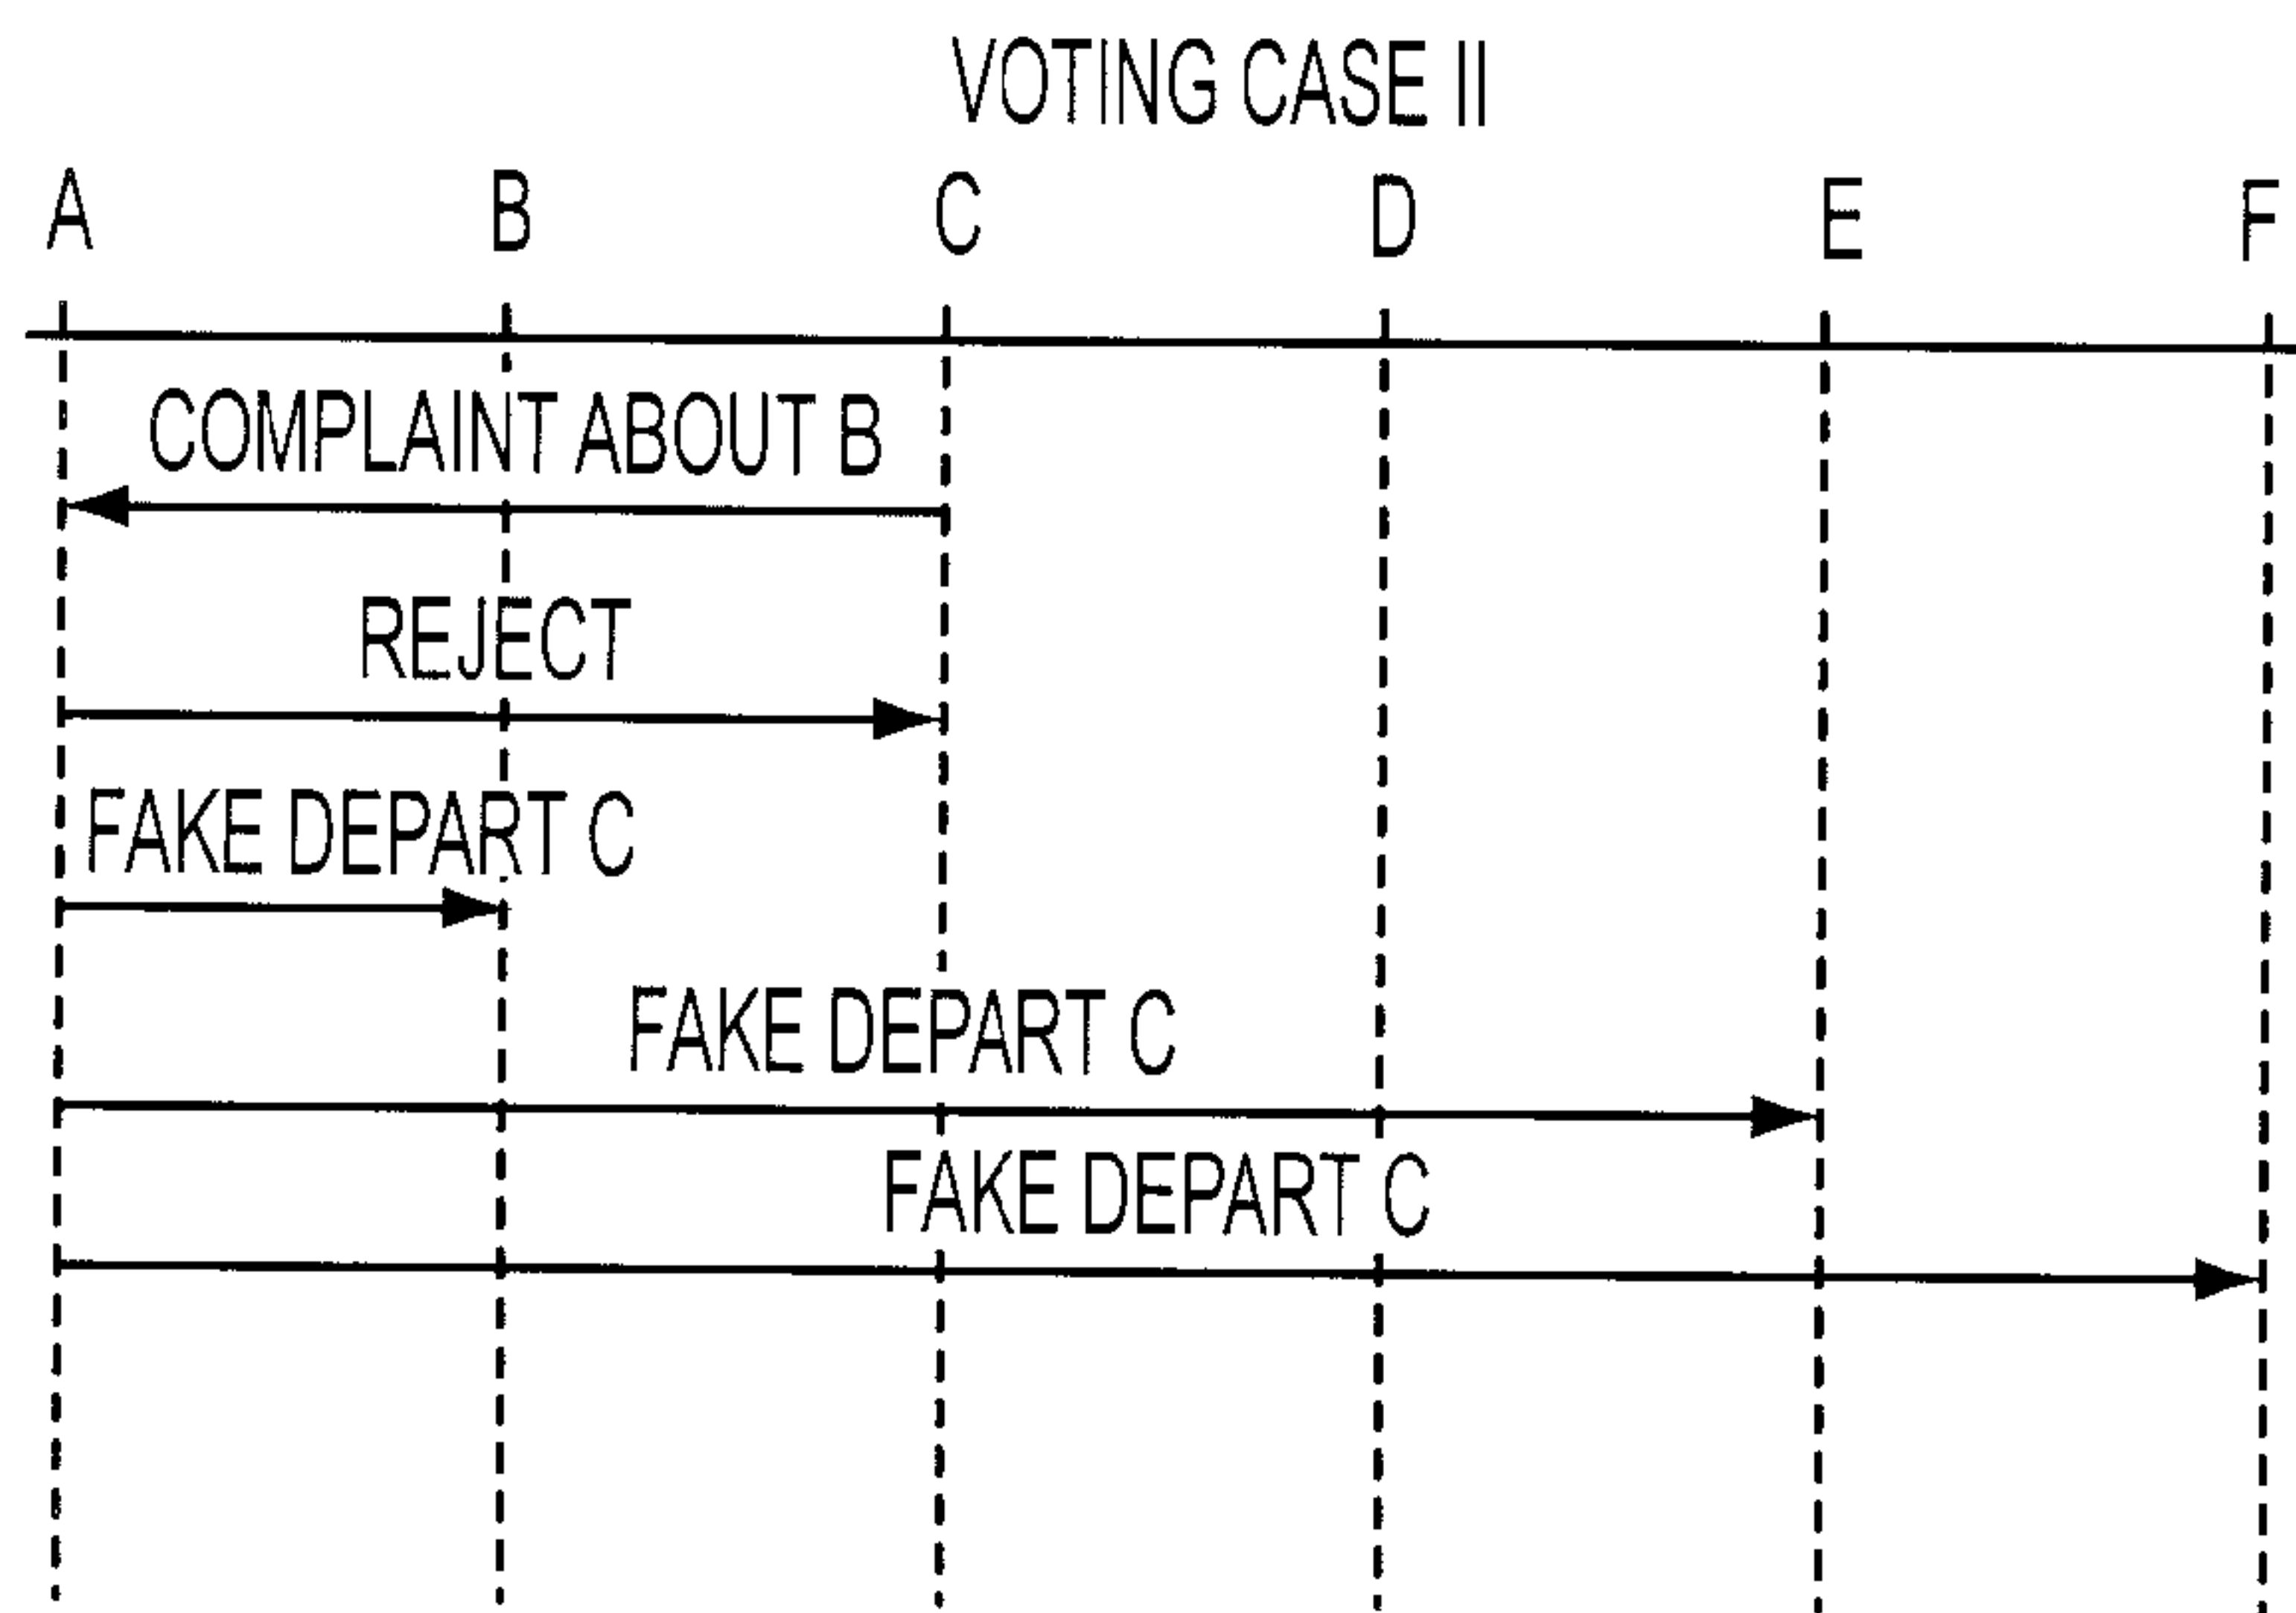 VOTING CASE II
A B C D E F
COMPLAINT ABOUT B
REJECT
FAKE DEPART C
FAKE DEPART C
FAKE DEPART C